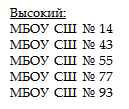 Высокий:
МБОУ СШ № 14
МБОУ СШ № 43
МБОУ СШ № 55
МБОУ СШ № 77
МБОУ СШ № 93